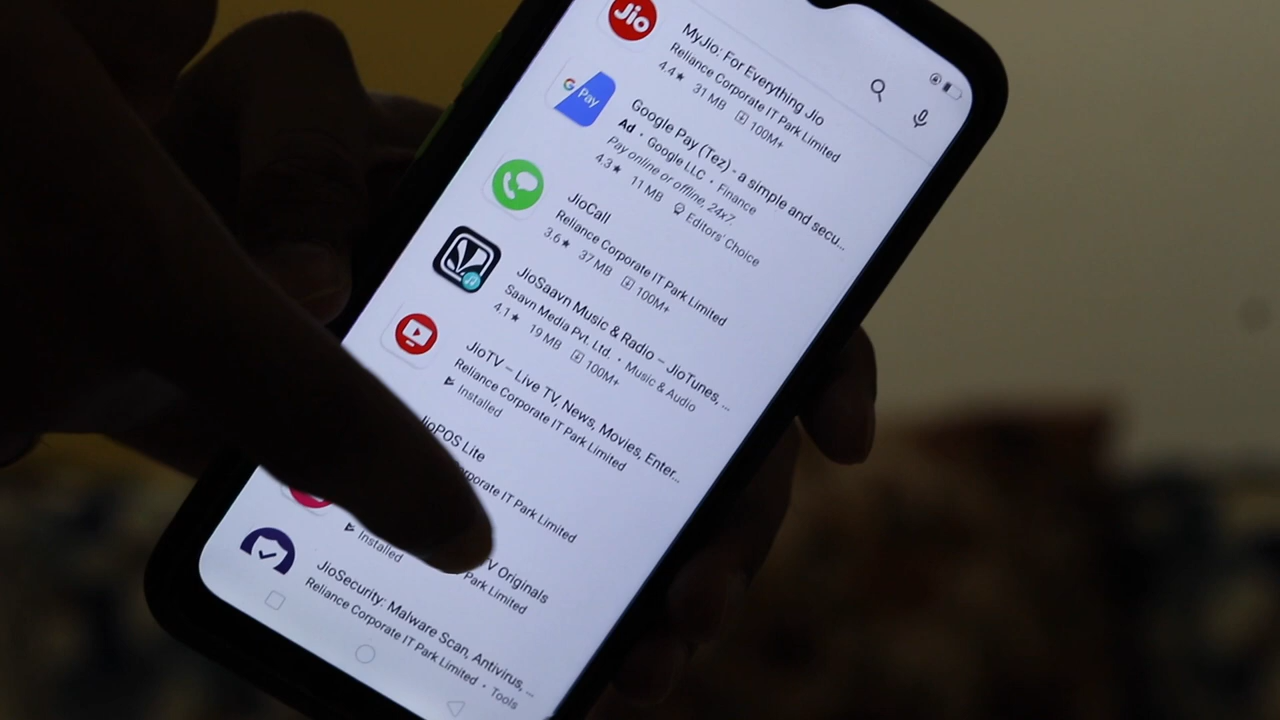 Jio
MyJio: For Everything Jio
Reliance Corporate IT Park Limited
4.4★ 31 MB 100M+
G Pay
Google Pay (Tez) - a simple and secu...
Ad · Google LLC · Finance
Pay online or offline, 24x7.
4.3★ 11 MB Editors' Choice
JioCall
Reliance Corporate IT Park Limited
3.6★ 37 MB 100M+
JioSaavn Music & Radio – JioTunes, ...
Saavn Media Pvt. Ltd. · Music & Audio
4.1★ 19 MB 100M+
JioTV – Live TV, News, Movies, Enter...
Reliance Corporate IT Park Limited
Installed
JioPOS Lite
Corporate IT Park Limited
V Originals
Park Limited
Installed
JioSecurity: Malware Scan, Antivirus, ...
Reliance Corporate IT Park Limited · Tools